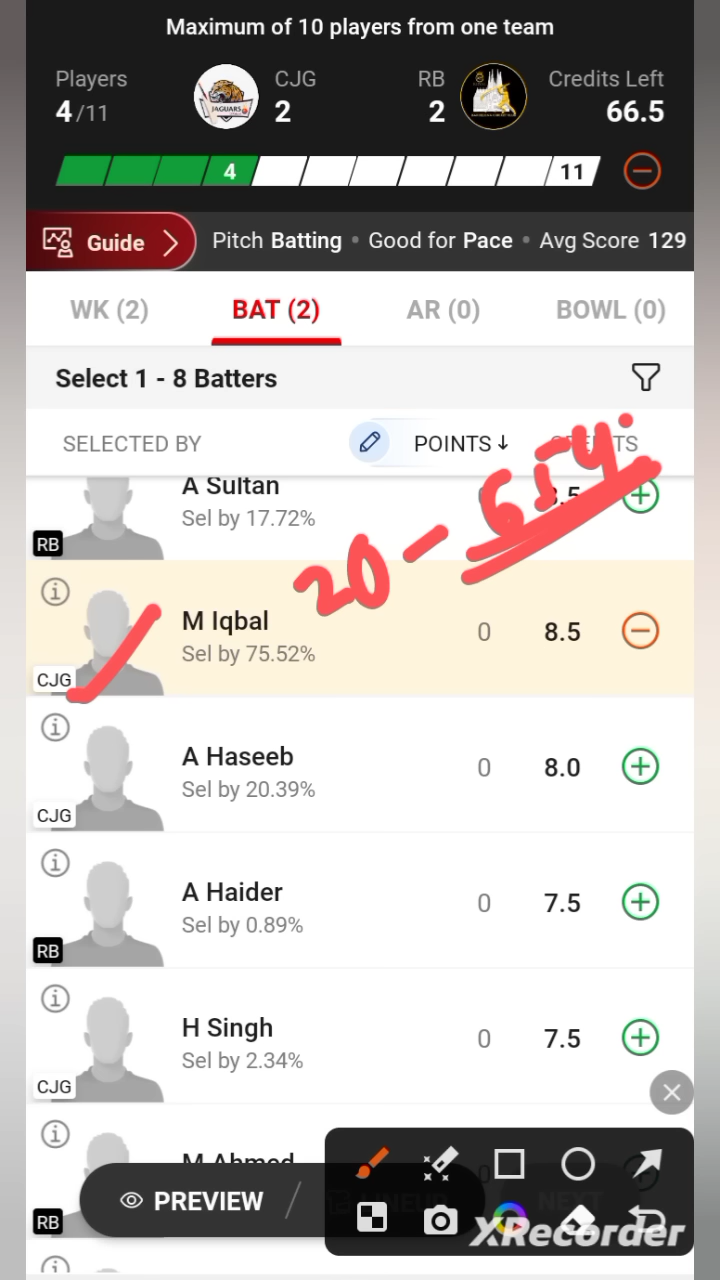 Maximum of 10 players from one team
Players CJG RB Credits Left
4/11 2 2 66.5
JAGUARS
4 11
Guide Pitch Batting • Good for Pace • Avg Score 129
WK (2) BAT (2) AR (0) BOWL (0)
Select 1 - 8 Batters
SELECTED BY POINTS↓
A Sultan
Sel by 17.72%
RB
20 - 654.
M Iqbal 0 8.5
Sel by 75.52%
CJG
A Haseeb 0 8.0
Sel by 20.39%
CJG
A Haider 0 7.5
Sel by 0.89%
RB
H Singh 0 7.5
Sel by 2.34%
CJG
M Ahmed
PREVIEW
RB
XRecorder